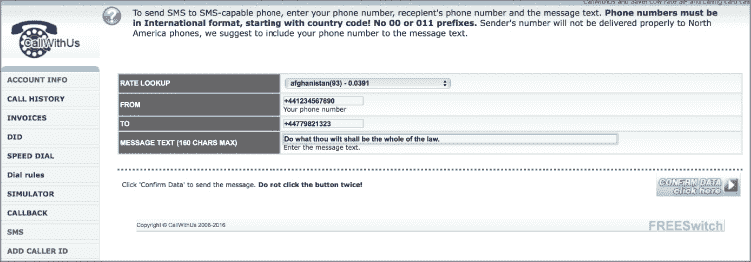 To send SMS to SMS-capable phone, enter your phone number, recepient's phone number and the message text. Phone numbers must be
in International format, starting with country code! No 00 or 011 prefixes. Sender's number will not be delivered properly to North
America phones, we suggest to include your phone number to the message text.
CallWithUs
ACCOUNT INFO
CALL HISTORY
INVOICES
DID
SPEED DIAL
Dial rules
SIMULATOR
CALLBACK
SMS
ADD CALLER ID
RATE LOOKUP
afghanistan(93) - 0.0391
FROM
+441234567890
Your phone number
TO
+44779821323
MESSAGE TEXT (160 CHARS MAX)
Do what thou wilt shall be the whole of the law.
Enter the message text.
Click 'Confirm Data' to send the message. Do not click the button twice!
CONFIRM DATA
click here
Copyright © CallWithUs 2006-2016
FREESwitch